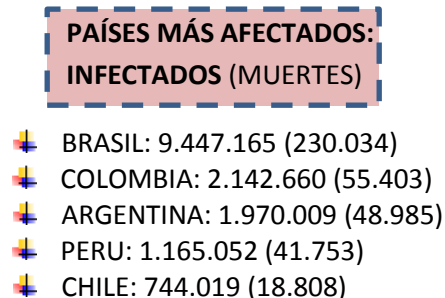 PAÍSES MÁS AFECTADOS:
INFECTADOS (MUERTES)
BRASIL: 9.447.165 (230.034)
COLOMBIA: 2.142.660 (55.403)
ARGENTINA: 1.970.009 (48.985)
PERU: 1.165.052 (41.753)
CHILE: 744.019 (18.808)